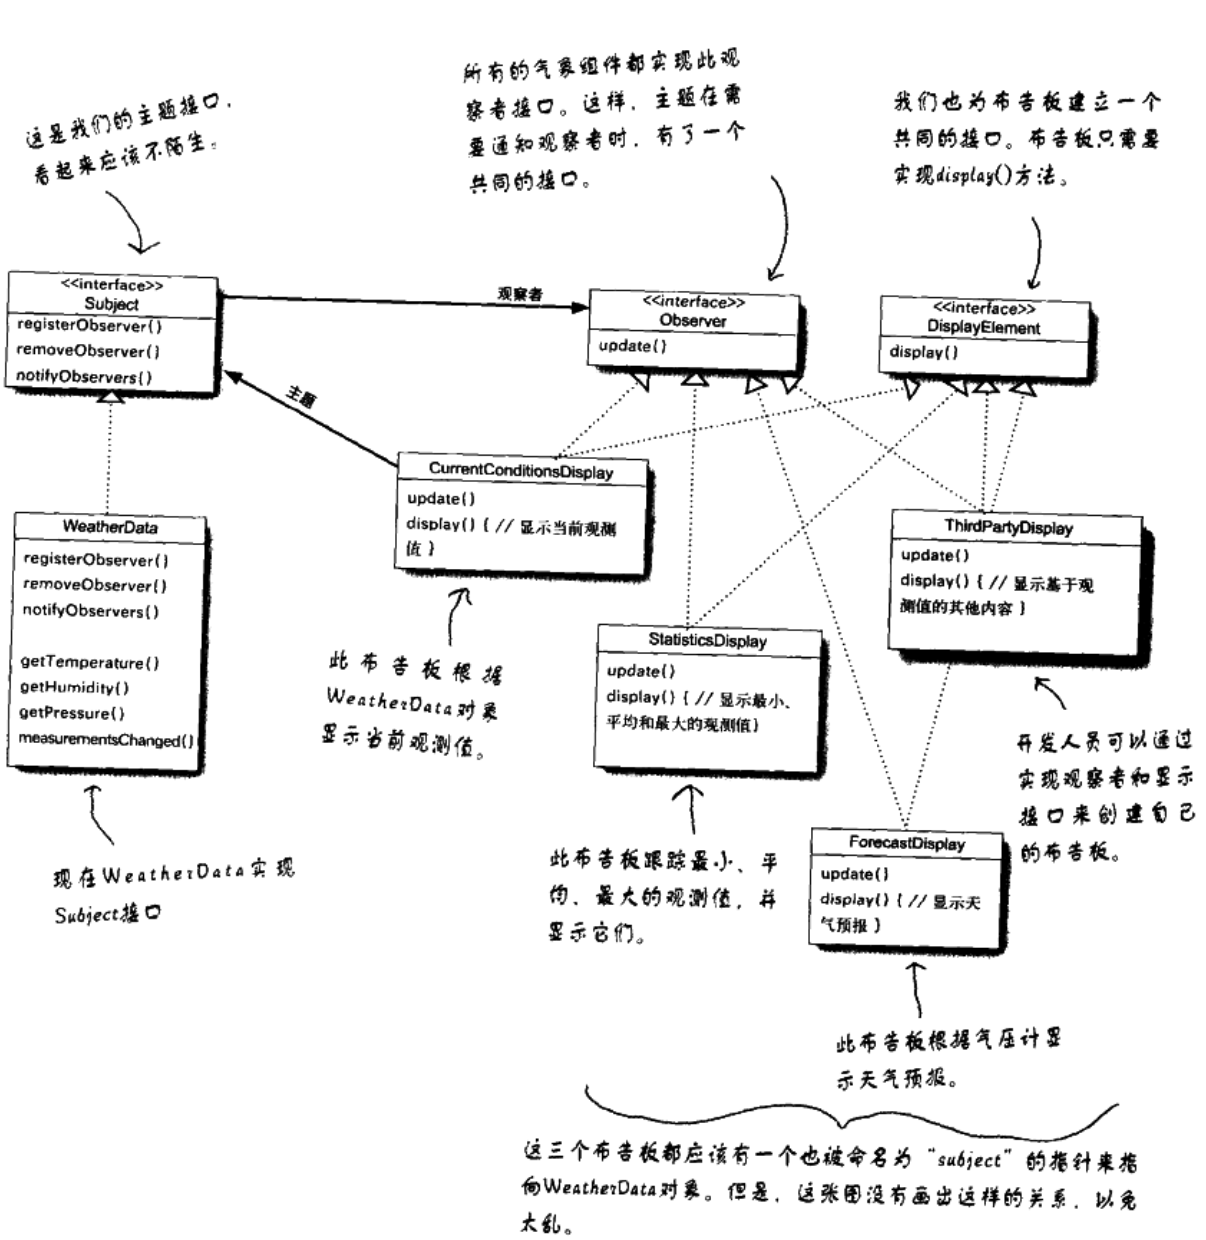 这是我们的主题接口，
看起来应该不陌生。
所有的气象组件都实现此观
察者接口。这样，主题在需
要通知观察者时，有了一个
共同的接口。
我们也为布告板建立一个
共同的接口。布告板只需要
实现display()方法。
<<interface>>
Subject
registerObserver()
removeObserver()
notifyObservers()
观察者
<<interface>>
Observer
update()
<<interface>>
DisplayElement
display()
主题
CurrentConditionsDisplay
update()
display() { // 显示当前观测
值 }
WeatherData
registerObserver()
removeObserver()
notifyObservers()
getTemperature()
getHumidity()
getPressure()
measurementsChanged()
ThirdPartyDisplay
update()
display() { // 显示基于观
测值的其他内容 }
StatisticsDisplay
update()
display() { // 显示最小、
平均和最大的观测值}
此布告板根据
WeatherData对象
显示当前观测值。
开发人员可以通过
实现观察者和显示
接口来创建自己
的布告板。
ForecastDisplay
update()
display() { // 显示天
气预报 }
现在WeatherData实现
Subject接口
此布告板跟踪最小、平
均、最大的观测值，并
显示它们。
此布告板根据气压计显
示天气预报。
这三个布告板都应该有一个也被命名为“subject”的指针来指
向WeatherData对象。但是，这张图没有画出这样的关系，以免
太乱。